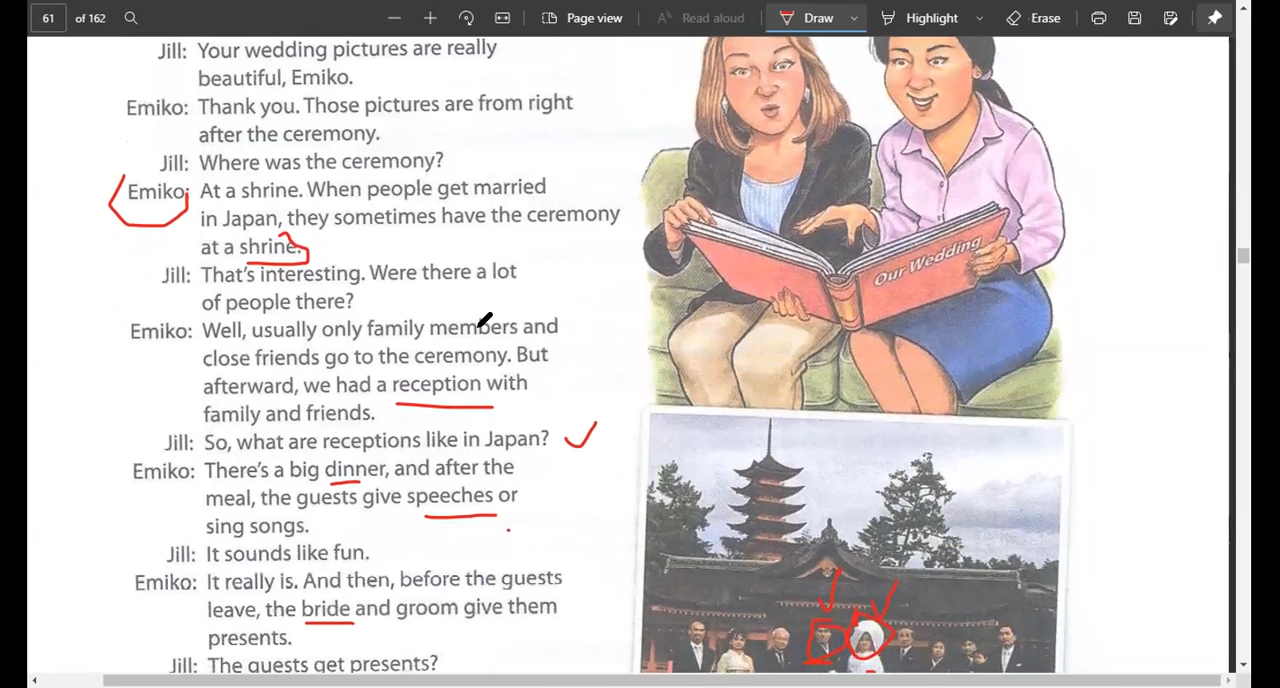 61 of 162
Page view
Read aloud
Draw
Highlight
Erase
Jill: Your wedding pictures are really
beautiful, Emiko.
Emiko: Thank you. Those pictures are from right
after the ceremony.
Jill: Where was the ceremony?
Emiko: At a shrine. When people get married
in Japan, they sometimes have the ceremony
at a shrine.
Jill: That's interesting. Were there a lot
of people there?
Emiko: Well, usually only family members and
close friends go to the ceremony. But
afterward, we had a reception with
family and friends.
Jill: So, what are receptions like in Japan?
Emiko: There's a big dinner, and after the
meal, the guests give speeches or
sing songs.
Jill: It sounds like fun.
Emiko: It really is. And then, before the guests
leave, the bride and groom give them
presents.
Jill: The guests get presents?
Our Wedding